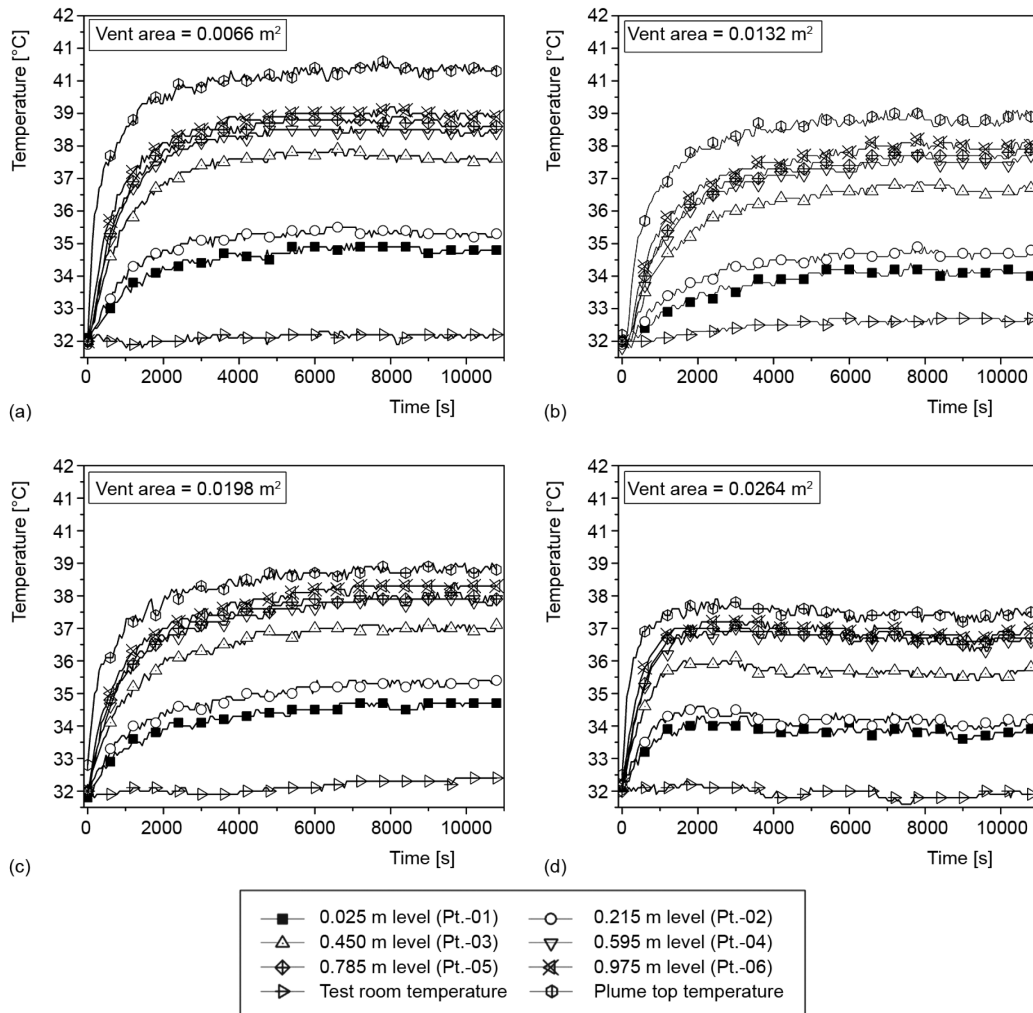 Vent area = 0.0066 m²
Temperature [°C]
42
41
40
39
38
37
36
35
34
33
32
0 2000 4000 6000 8000 10000
Time [s]
(a)
Vent area = 0.0132 m²
Temperature [°C]
42
41
40
39
38
37
36
35
34
33
32
0 2000 4000 6000 8000 10000
Time [s]
(b)
Vent area = 0.0198 m²
Temperature [°C]
42
41
40
39
38
37
36
35
34
33
32
0 2000 4000 6000 8000 10000
Time [s]
(c)
Vent area = 0.0264 m²
Temperature [°C]
42
41
40
39
38
37
36
35
34
33
32
0 2000 4000 6000 8000 10000
Time [s]
(d)
0.025 m level (Pt.-01) 0.215 m level (Pt.-02)
0.450 m level (Pt.-03) 0.595 m level (Pt.-04)
0.785 m level (Pt.-05) 0.975 m level (Pt.-06)
Test room temperature Plume top temperature